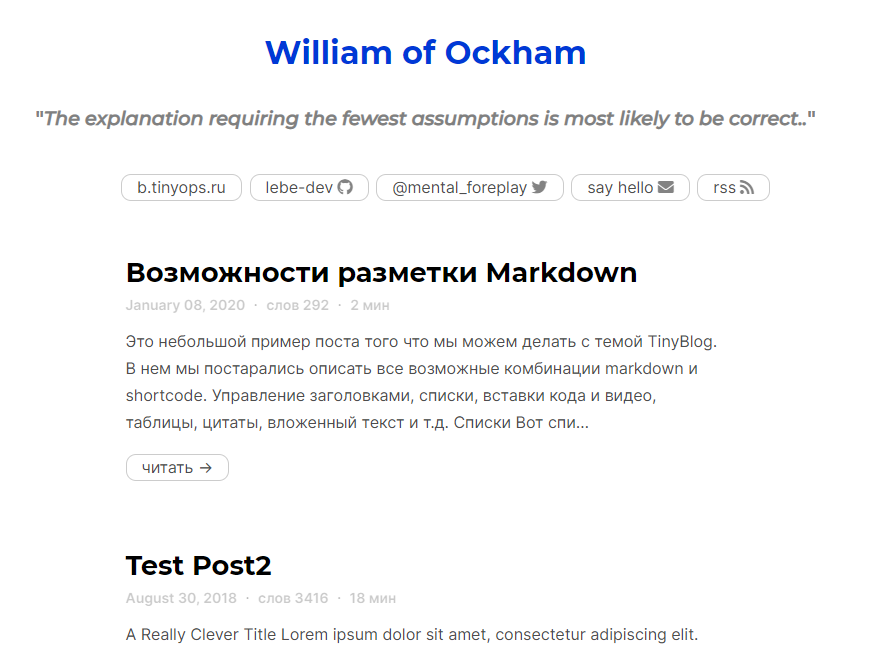 William of Ockham
"The explanation requiring the fewest assumptions is most likely to be correct.."
b.tinyops.ru lebe-dev @mental_foreplay say hello rss
Возможности разметки Markdown
January 08, 2020 · слов 292 · 2 мин
Это небольшой пример поста того что мы можем делать с темой TinyBlog.
В нем мы постарались описать все возможные комбинации markdown и
shortcode. Управление заголовками, списки, вставки кода и видео,
таблицы, цитаты, вложенный текст и т.д. Списки Вот спи...
читать →
Test Post2
August 30, 2018 · слов 3416 · 18 мин
A Really Clever Title Lorem ipsum dolor sit amet, consectetur adipiscing elit.